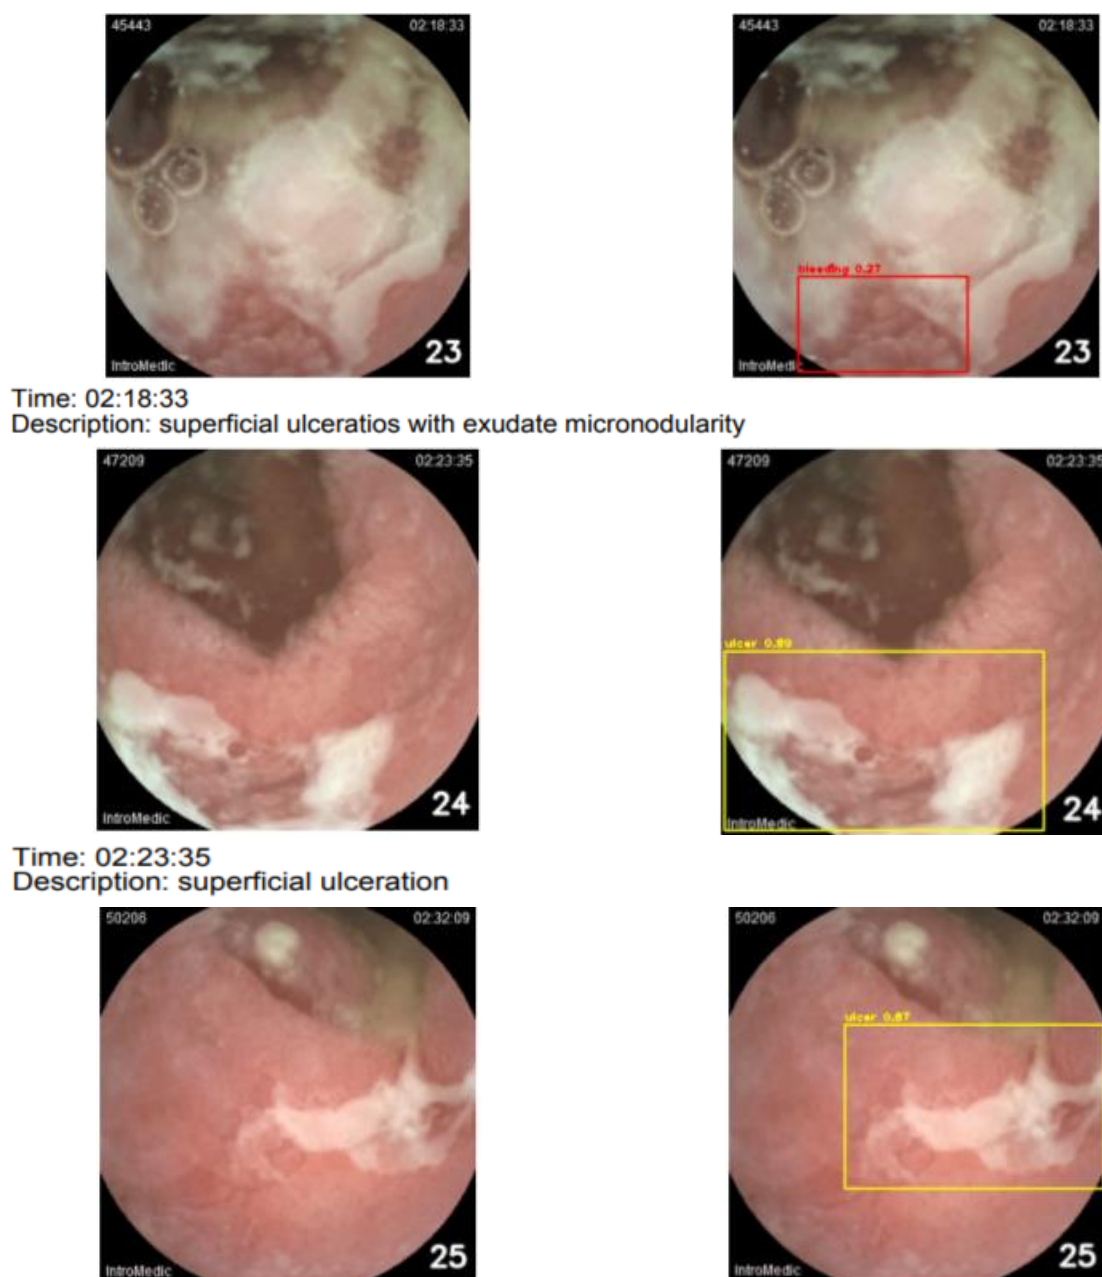 45443 02:18:33
23
IntroMedic
45443 02:18:33
bleeding 0.27
23
IntroMedic
Time: 02:18:33
Description: superficial ulceratios with exudate micronodularity
47209 02:23:35
24
IntroMedic
47209 02:23:35
ulcer 0.89
24
IntroMedic
Time: 02:23:35
Description: superficial ulceration
50206 02:32:09
25
IntroMedic
50206 02:32:09
ulcer 0.87
25
IntroMedic